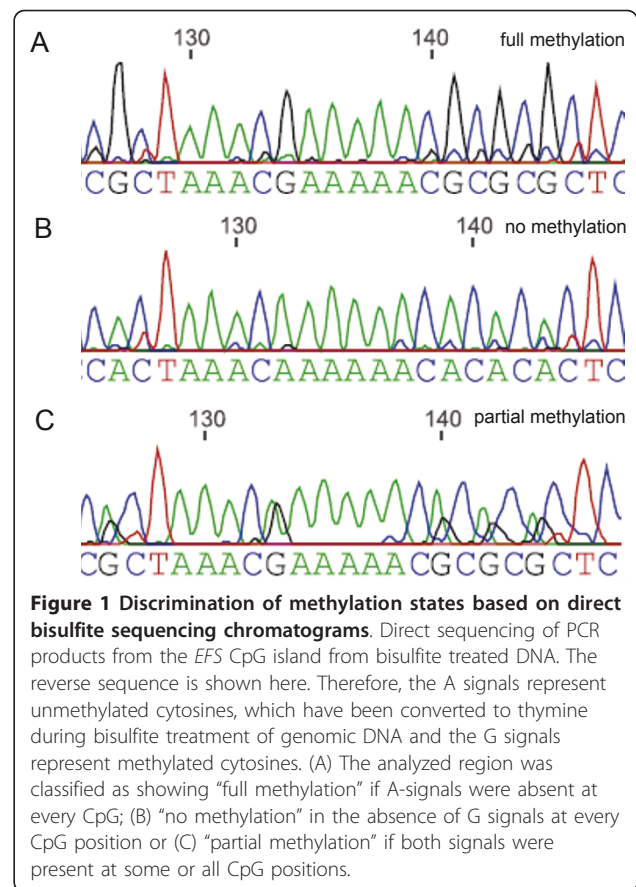 A 130 140 full methylation
CGCTAAACGAAAAACGCGCGCTC
B 130 140 no methylation
CACTAAACAAAAAACACACACTC
C 130 140 partial methylation
CGCTAAACGAAAAACGCGCGCTC
Figure 1 Discrimination of methylation states based on direct
bisulfite sequencing chromatograms. Direct sequencing of PCR
products from the EFS CpG island from bisulfite treated DNA. The
reverse sequence is shown here. Therefore, the A signals represent
unmethylated cytosines, which have been converted to thymine
during bisulfite treatment of genomic DNA and the G signals
represent methylated cytosines. (A) The analyzed region was
classified as showing “full methylation” if A-signals were absent at
every CpG; (B) “no methylation” in the absence of G signals at every
CpG position or (C) “partial methylation” if both signals were
present at some or all CpG positions.